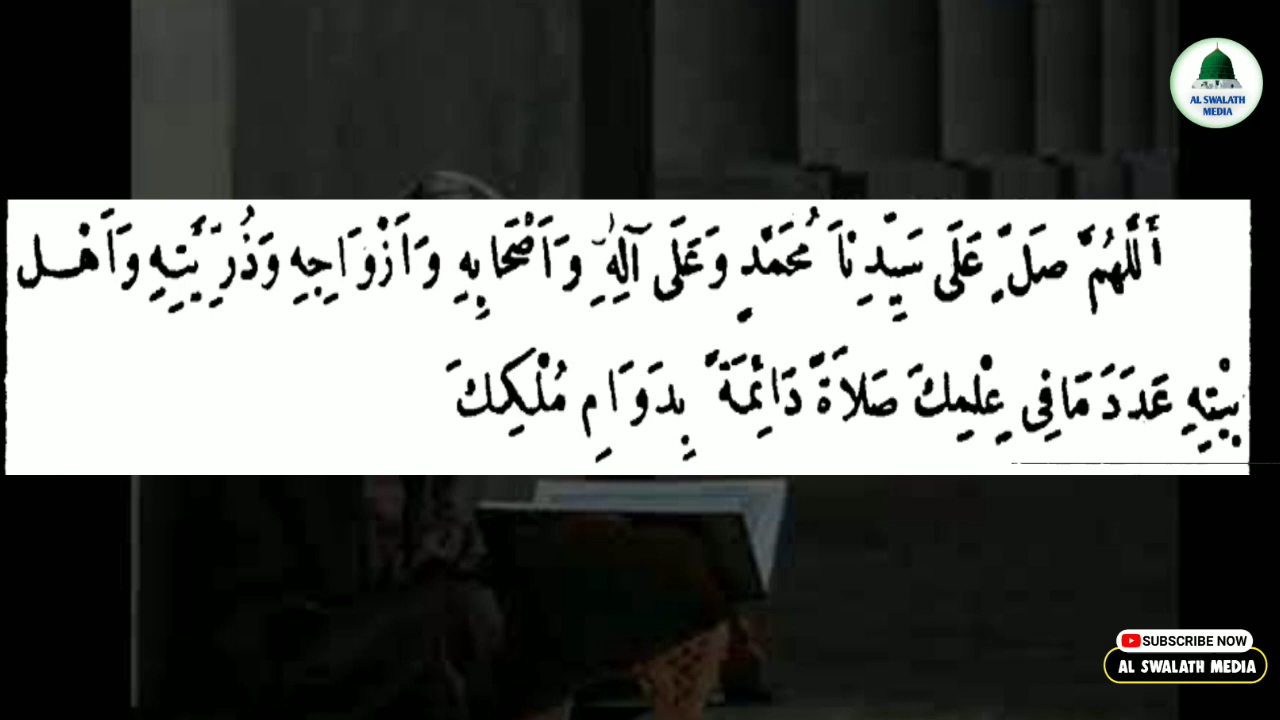 AL SWALATH
MEDIA
أَللَّهُمَّ صَلِّ عَلَى سَيِّدِنَا مُحَمَّدٍ وَعَلَى آلِهِ وَأَصْحَابِهِ وَأَزْوَاجِهِ وَذُرِّيَّتِهِ وَأَهْل
بَيْتِهِ عَدَدَ مَا فِي عِلْمِكَ صَلَاةً دَائِمَةً بِدَوَامِ مُلْكِكَ
SUBSCRIBE NOW
AL SWALATH MEDIA